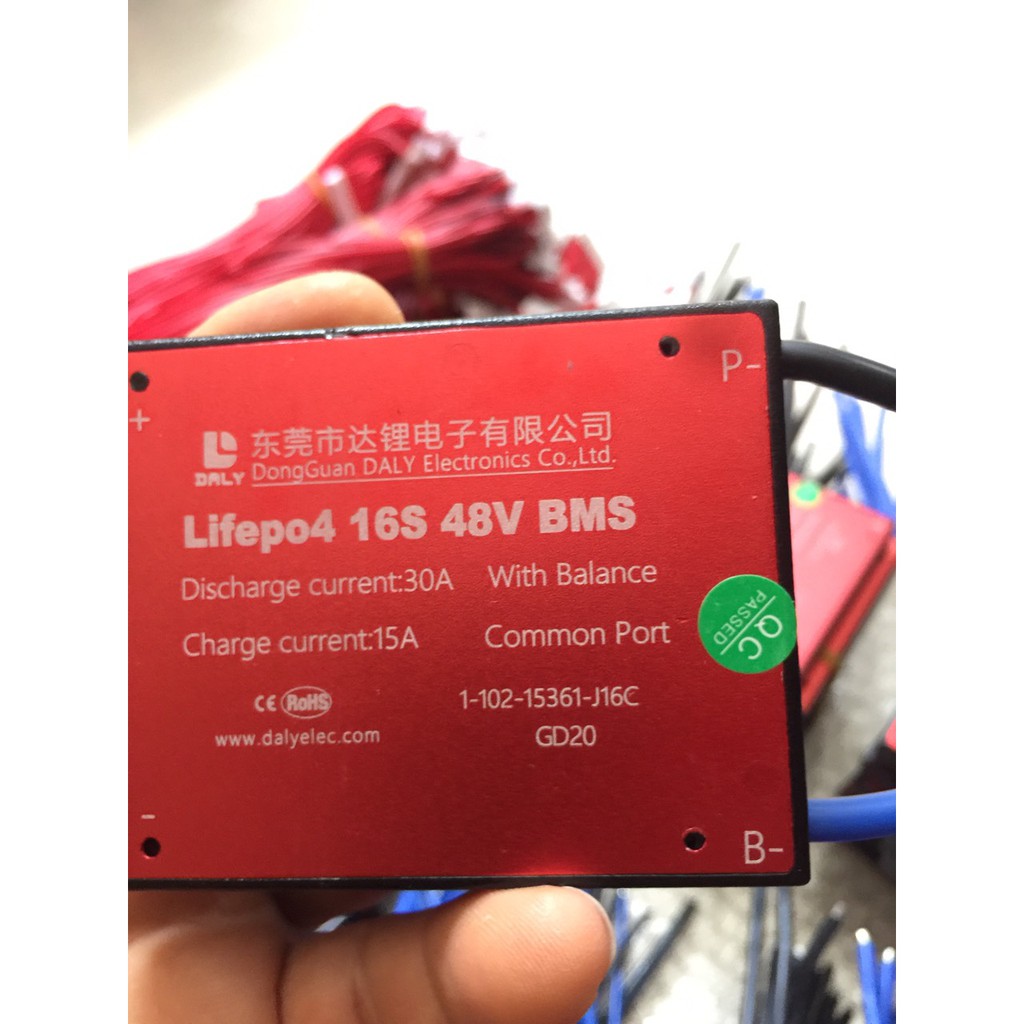 P-
+
DALY
东莞市达锂电子有限公司
DongGuan DALY Electronics Co.,Ltd.
Lifepo4 16S 48V BMS
Discharge current:30A With Balance
Charge current:15A Common Port
QC
PASSED
CE RoHS
1-102-15361-J16C
www.dalyelec.com
GD20
-
B-